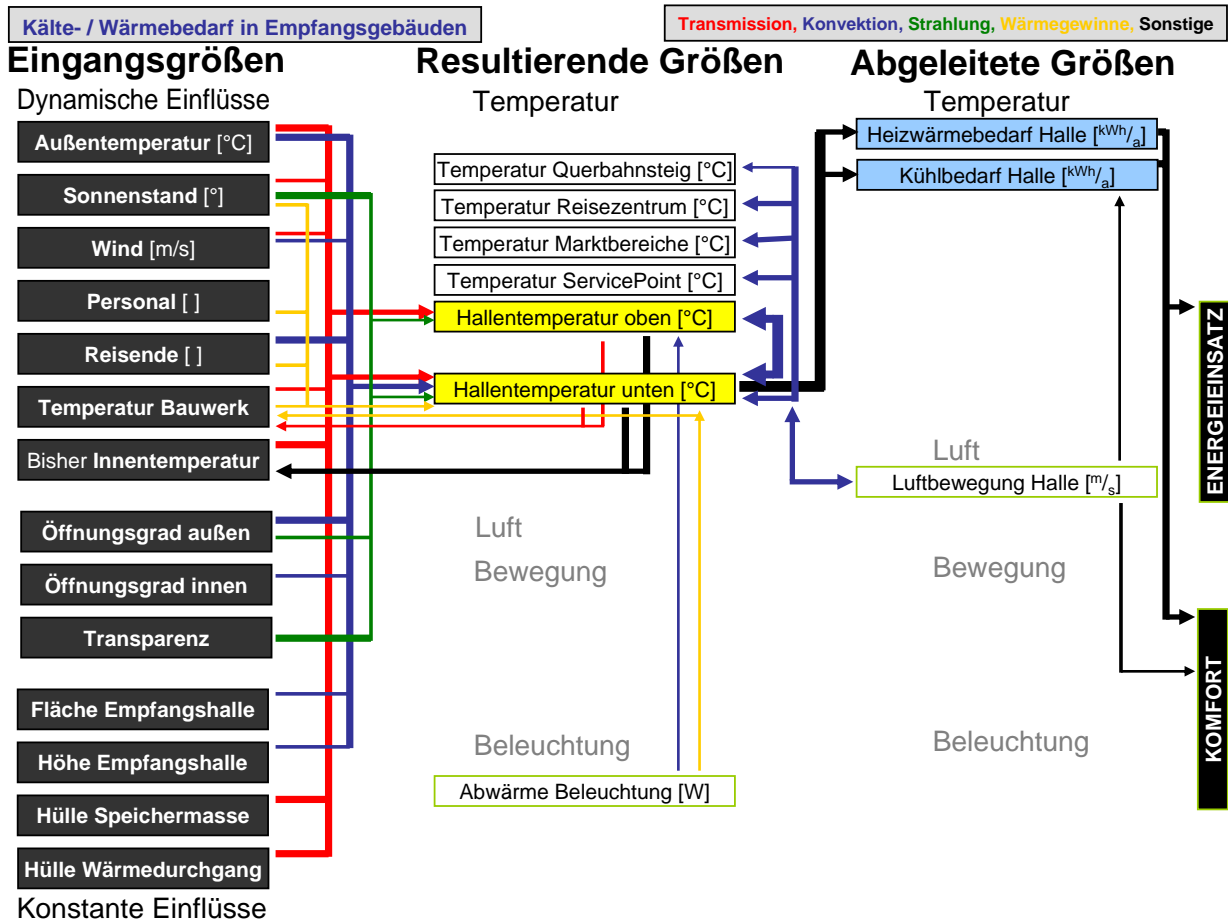 Kälte- / Wärmebedarf in Empfangsgebäuden
Transmission, Konvektion, Strahlung, Wärmegewinne, Sonstige
Eingangsgrößen
Dynamische Einflüsse
Außentemperatur [°C]
Sonnenstand [°]
Wind [m/s]
Personal [ ]
Reisende [ ]
Temperatur Bauwerk
Bisher Innentemperatur
Öffnungsgrad außen
Öffnungsgrad innen
Transparenz
Fläche Empfangshalle
Höhe Empfangshalle
Hülle Speichermasse
Hülle Wärmedurchgang
Konstante Einflüsse
Resultierende Größen
Temperatur
Temperatur Querbahnsteig [°C]
Temperatur Reisezentrum [°C]
Temperatur Marktbereiche [°C]
Temperatur ServicePoint [°C]
Hallentemperatur oben [°C]
Hallentemperatur unten [°C]
Luft
Bewegung
Beleuchtung
Abwärme Beleuchtung [W]
Abgeleitete Größen
Temperatur
Heizwärmebedarf Halle [kWh/a]
Kühlbedarf Halle [kWh/a]
Luft
Luftbewegung Halle [m/s]
Bewegung
Beleuchtung
ENERGEINSATZ
KOMFORT